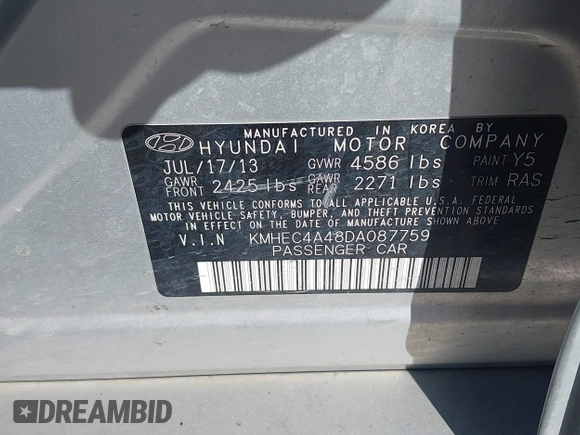 MANUFACTURED IN KOREA BY
HYUNDAI MOTOR COMPANY
JUL/17/13 GVWR 4586 lbs PAINT Y5
GAWR FRONT 2425 lbs GAWR REAR 2271 lbs TRIM RAS
THIS VEHICLE CONFORMS TO ALL APPLICABLE U.S.A. FEDERAL
MOTOR VEHICLE SAFETY, BUMPER, AND THEFT PREVENTION STANDARDS
IN EFFECT ON THE DATE OF MANUFACTURE SHOWN ABOVE
V.I.N KMHEC4A48DA087759
PASSENGER CAR
DREAMBID